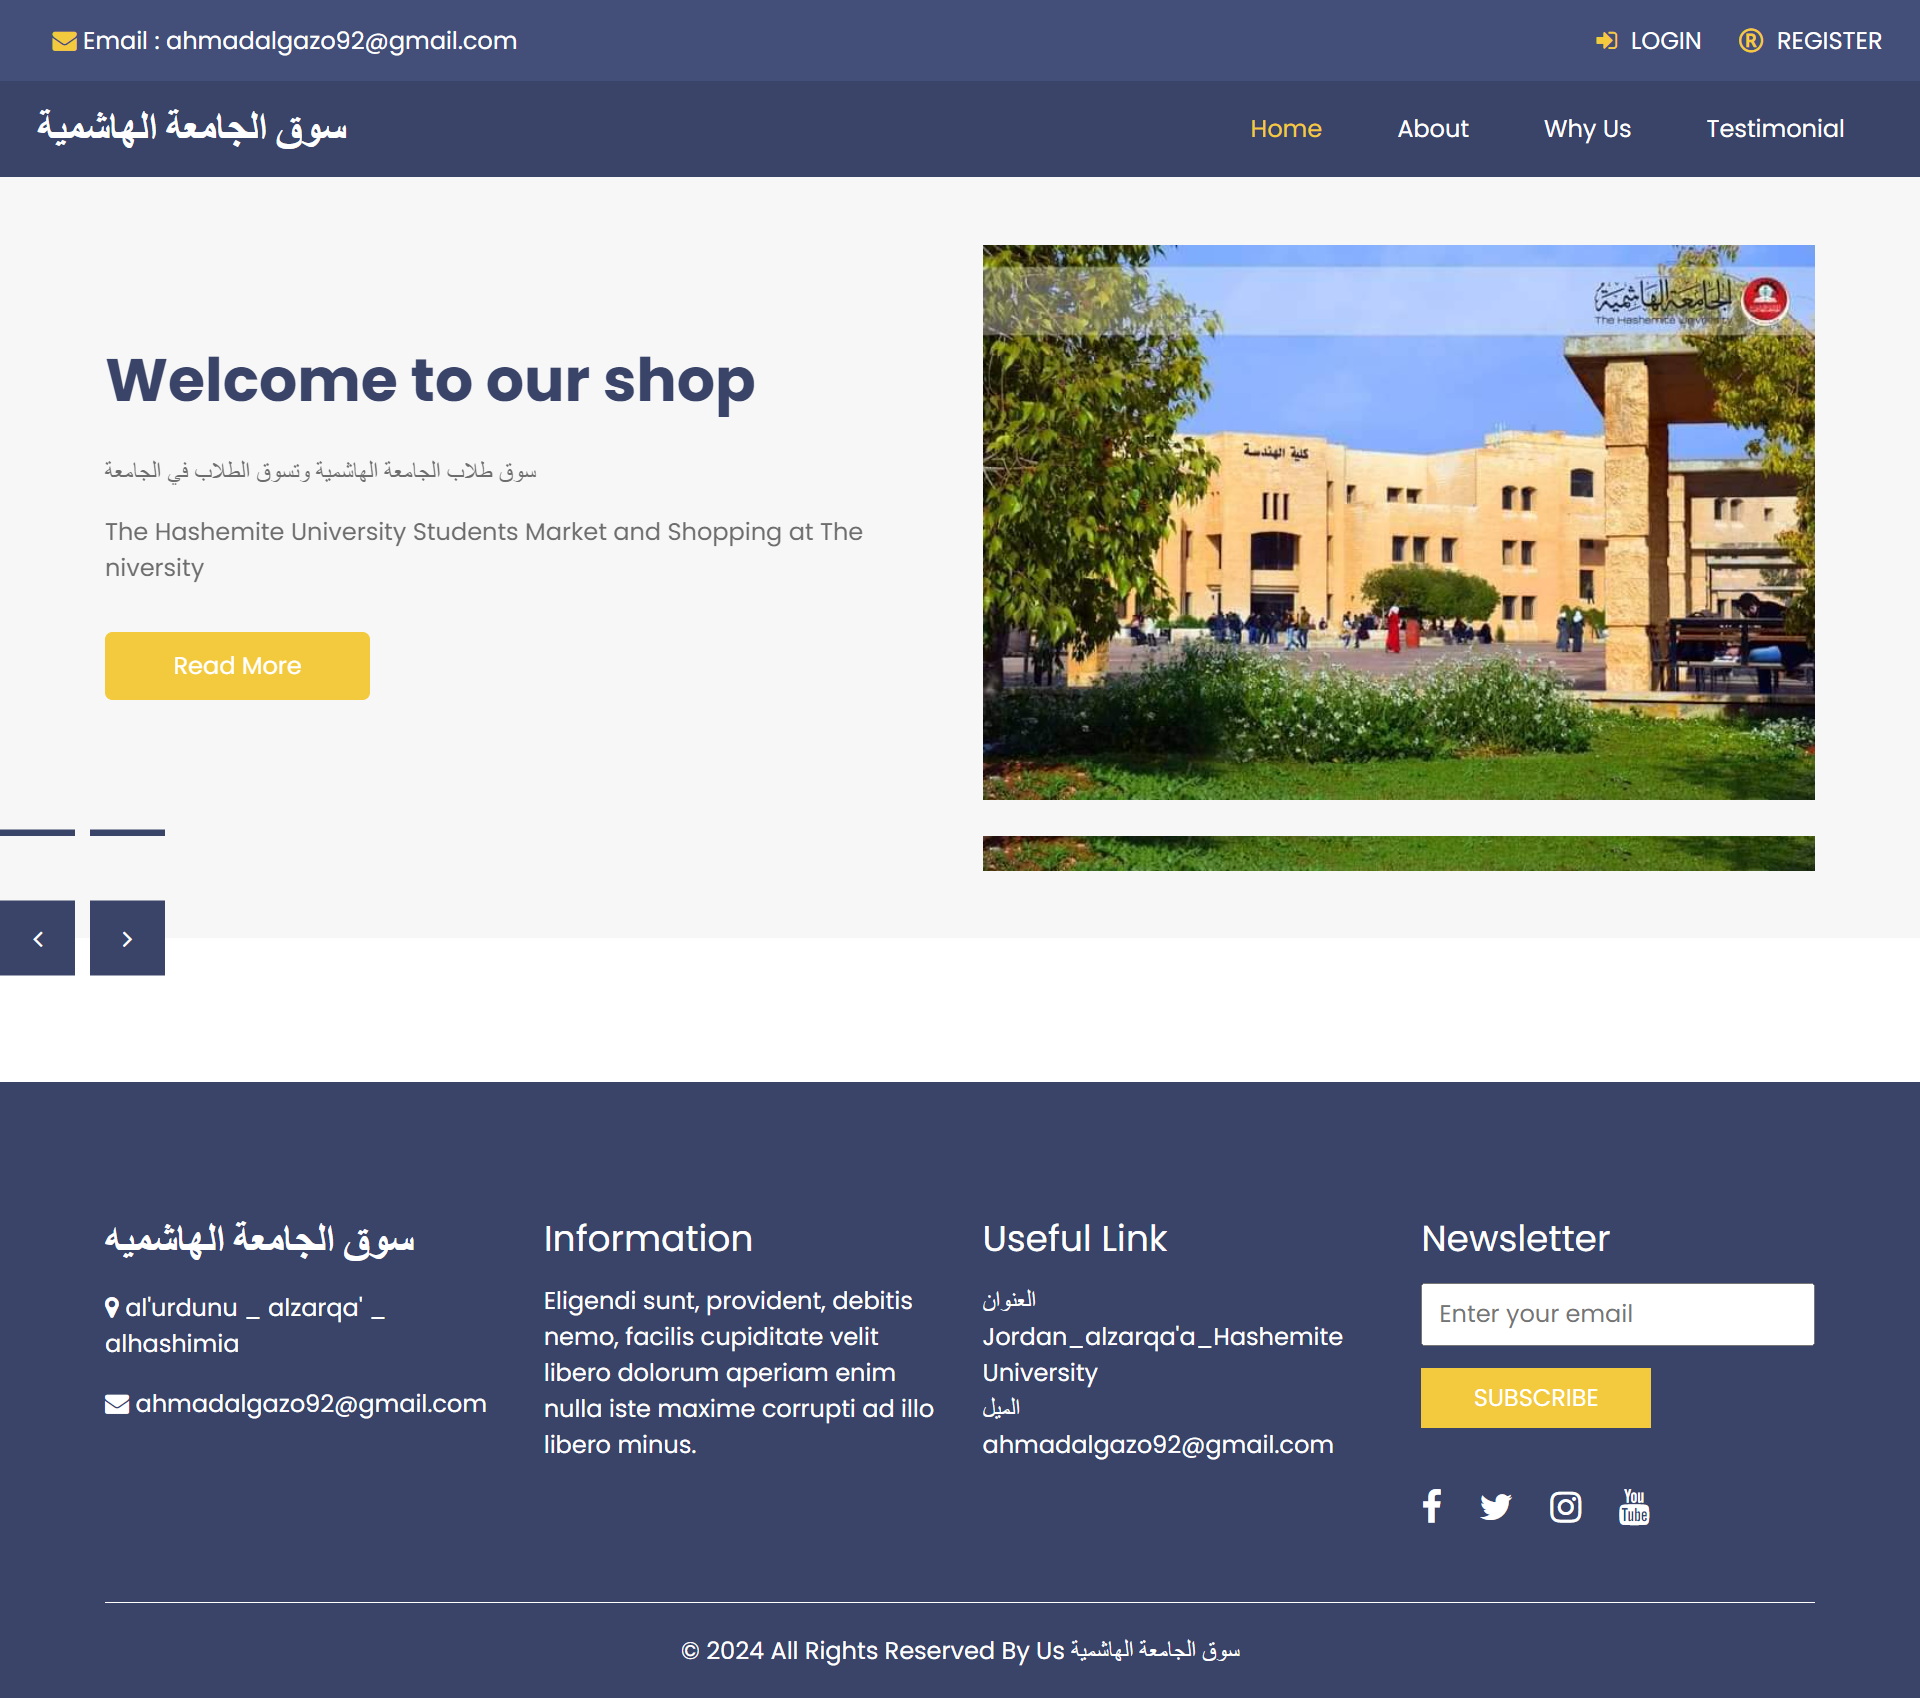 Email : ahmadalgazo92@gmail.com
LOGIN
REGISTER
سوق الجامعة الهاشمية
Home
About
Why Us
Testimonial
الجامعة الهاشمية
The Hashemite University
كلية الهندسة
Welcome to our shop
سوق طلاب الجامعة الهاشمية وتسوق الطلاب في الجامعة
The Hashemite University Students Market and Shopping at The
niversity
Read More
سوق الجامعة الهاشميه
al'urdunu _ alzarqa' _
alhashimia
ahmadalgazo92@gmail.com
Information
Eligendi sunt, provident, debitis
nemo, facilis cupiditate velit
libero dolorum aperiam enim
nulla iste maxime corrupti ad illo
libero minus.
Useful Link
العنوان
Jordan_alzarqa'a_Hashemite
University
الميل
ahmadalgazo92@gmail.com
Newsletter
Enter your email
SUBSCRIBE
You
Tube
© 2024 All Rights Reserved By Us سوق الجامعة الهاشمية